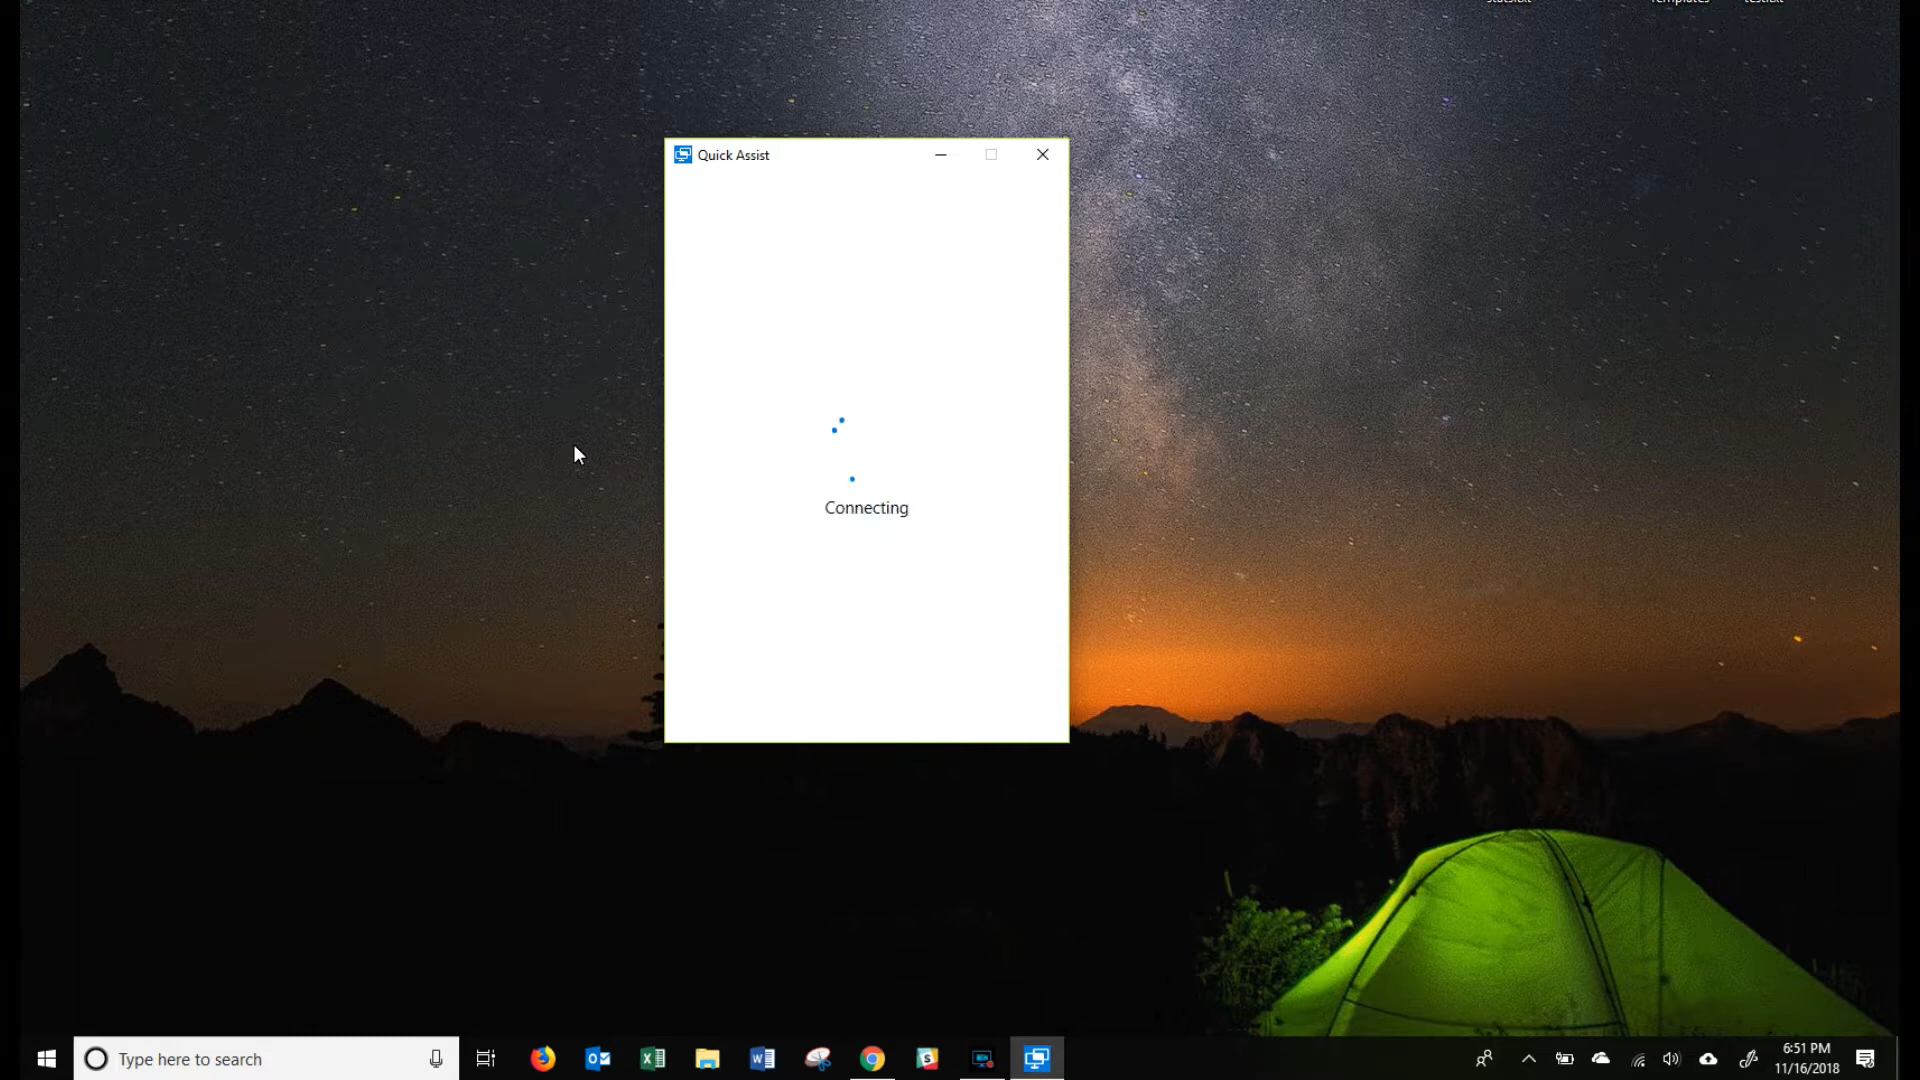 Quick Assist
Connecting
Type here to search
6:51 PM
11/16/2018